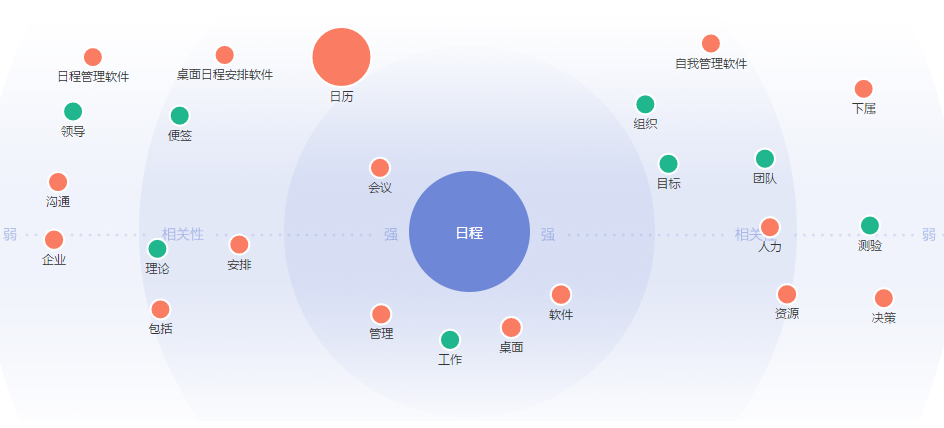 自我管理软件
日程管理软件
桌面日程安排软件
日历
下属
领导
便签
组织
会议
目标
团队
沟通
弱
相关性
强
日程
强
相关性
弱
人力
测验
企业
理论
安排
包括
管理
工作
桌面
软件
资源
决策